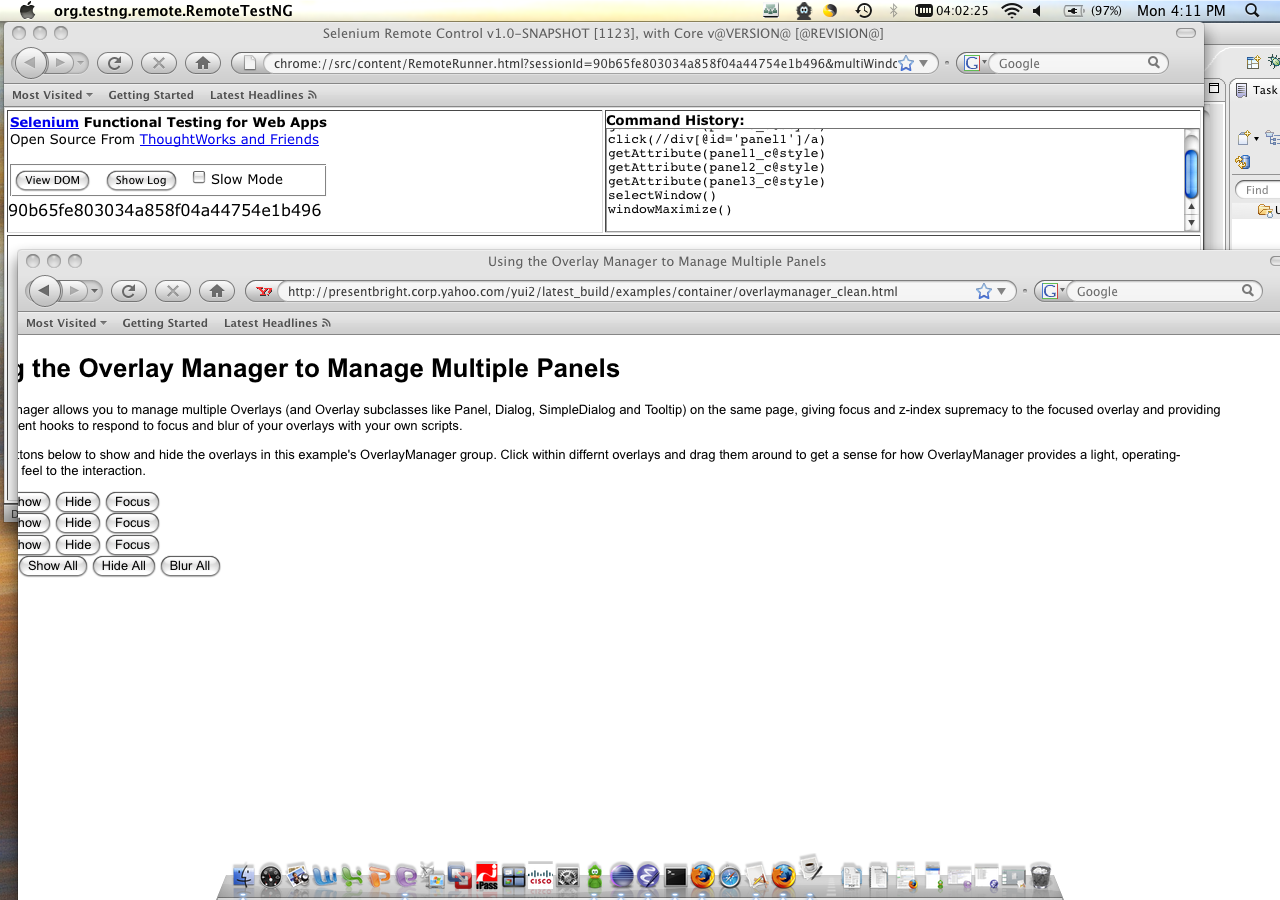 org.testng.remote.RemoteTestNG
04:02:25
(97%)
Mon 4:11 PM
Selenium Remote Control v1.0-SNAPSHOT [1123], with Core v@VERSION@ [@REVISION@]
chrome://src/content/RemoteRunner.html?sessionId=90b65fe803034a858f04a44754e1b496&multiWindo
Google
Most Visited
Getting Started
Latest Headlines
Task
Find
Selenium Functional Testing for Web Apps
Open Source From ThoughtWorks and Friends
View DOM
Show Log
Slow Mode
90b65fe803034a858f04a44754e1b496
Command History:
click(//div[@id='panel1']/a)
getAttribute(panel1_c@style)
getAttribute(panel2_c@style)
getAttribute(panel3_c@style)
selectWindow()
windowMaximize()
Using the Overlay Manager to Manage Multiple Panels
http://presentbright.corp.yahoo.com/yui2/latest_build/examples/container/overlaymanager_clean.html
Google
Most Visited
Getting Started
Latest Headlines
g the Overlay Manager to Manage Multiple Panels
nager allows you to manage multiple Overlays (and Overlay subclasses like Panel, Dialog, SimpleDialog and Tooltip) on the same page, giving focus and z-index supremacy to the focused overlay and providing
ent hooks to respond to focus and blur of your overlays with your own scripts.
ttons below to show and hide the overlays in this example's OverlayManager group. Click within differnt overlays and drag them around to get a sense for how OverlayManager provides a light, operating-
feel to the interaction.
how Hide Focus
how Hide Focus
how Hide Focus
Show All Hide All Blur All
iPass
CISCO